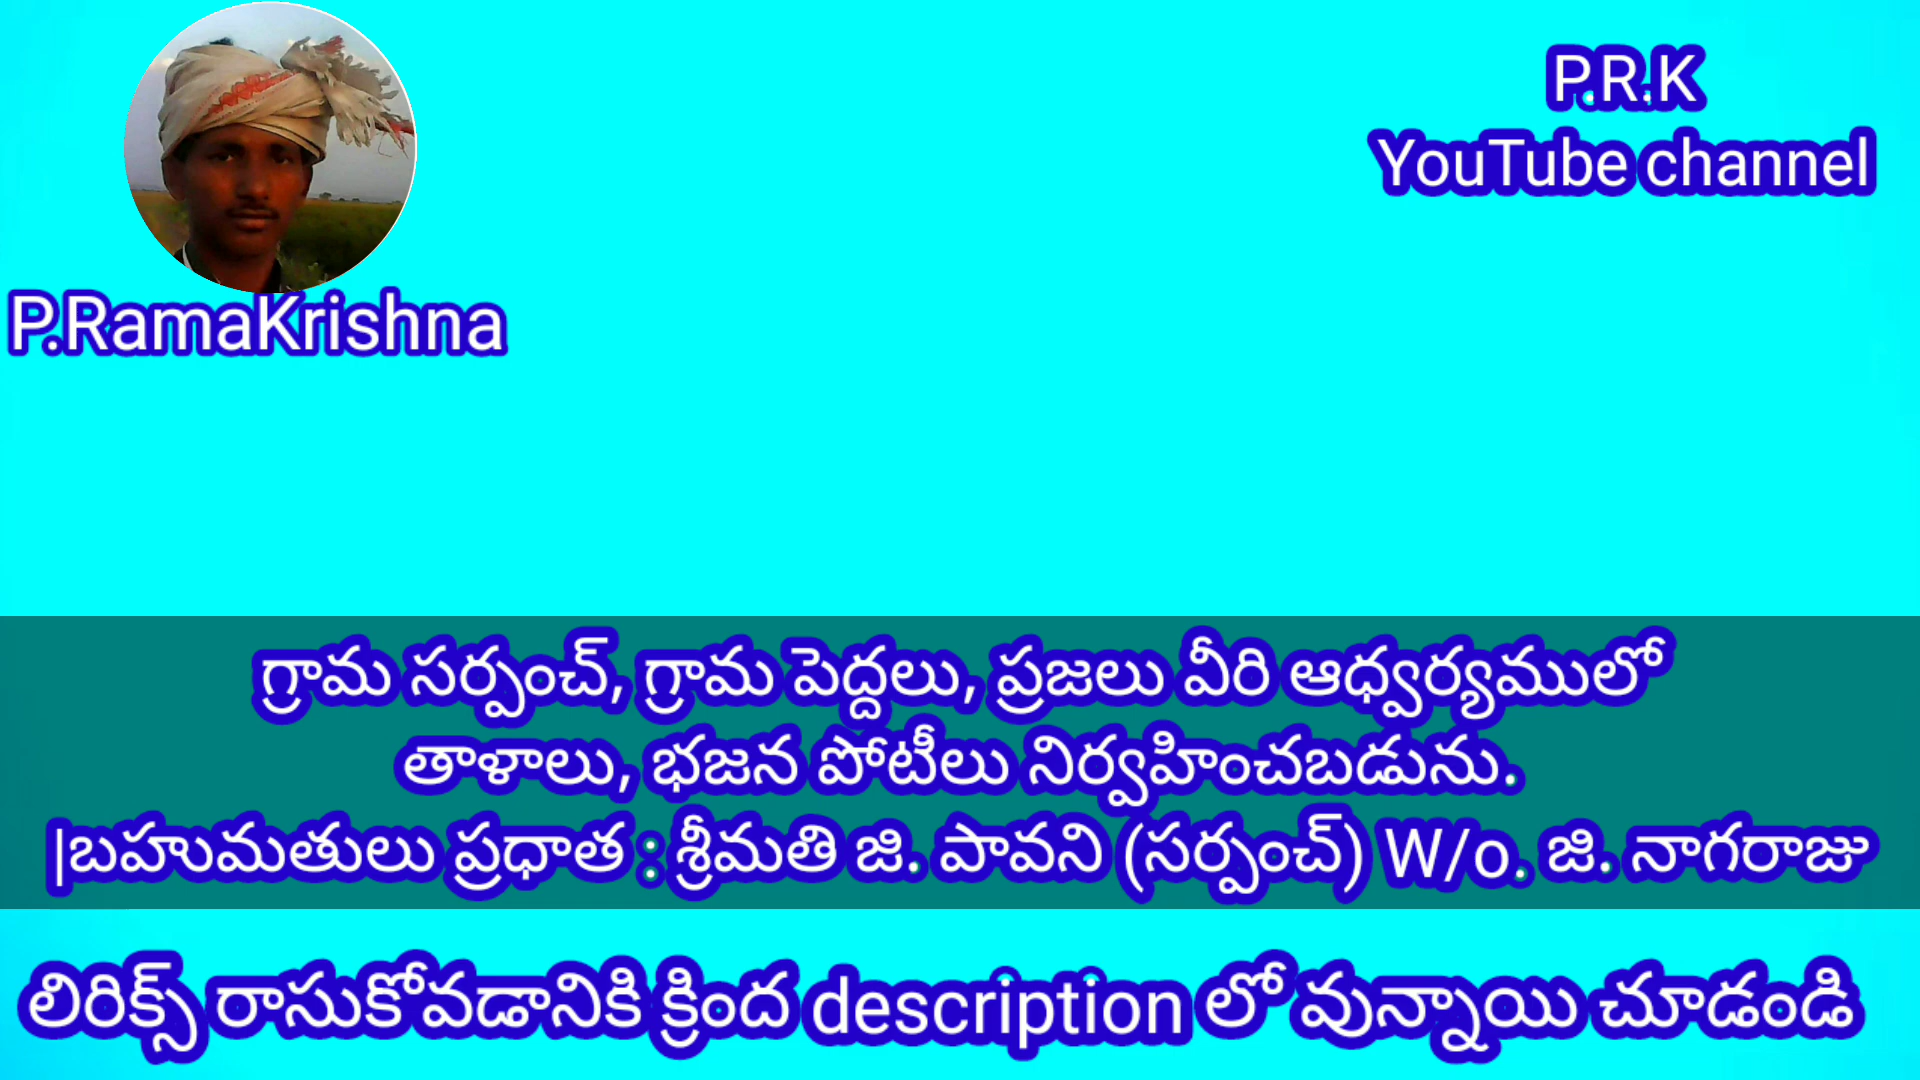 P.R.K
YouTube channel
P.RamaKrishna
గ్రామ సర్పంచ్, గ్రామ పెద్దలు, ప్రజలు వీరి ఆధ్వర్యములో
తాళాలు, భజన పోటీలు నిర్వహించబడును.
|బహుమతులు ప్రధాత : శ్రీమతి జి. పావని (సర్పంచ్) W/o. జి. నాగరాజు
లిరిక్స్ రాసుకోవడానికి క్రింద description లో వున్నాయి చూడండి